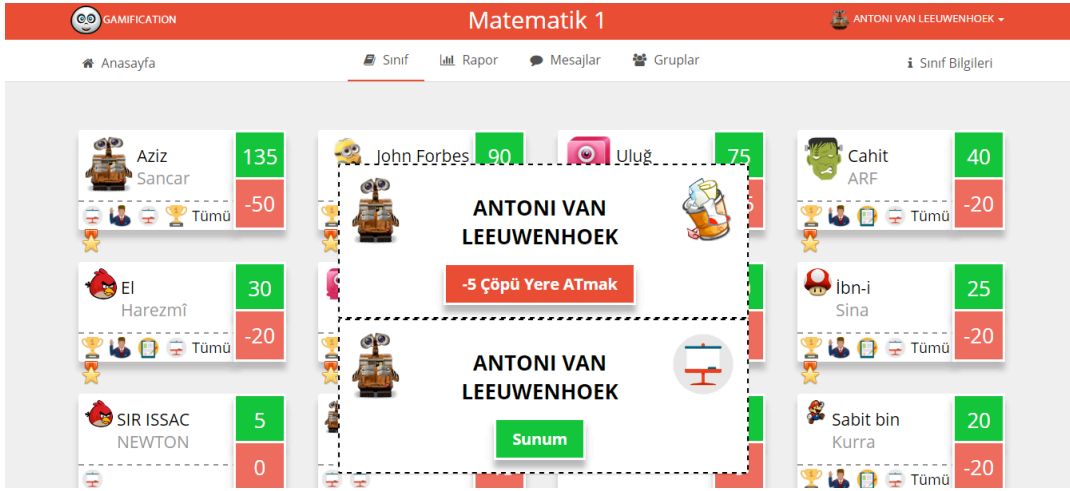 GAMIFICATION
Matematik 1
ANTONI VAN LEEUWENHOEK
Anasayfa
Sınıf
Rapor
Mesajlar
Gruplar
Sınıf Bilgileri
Aziz
Sancar
135
-50
Tümü
John Forbes
90
Uluğ
75
Cahit
ARF
40
-20
Tümü
ANTONI VAN
LEEUWENHOEK
-5 Çöpü Yere ATmak
El
Harezmî
30
-20
Tümü
İbn-i
Sina
25
-20
Tümü
ANTONI VAN
LEEUWENHOEK
Sunum
SIR ISSAC
NEWTON
5
0
Sabit bin
Kurra
20
-20
Tümü